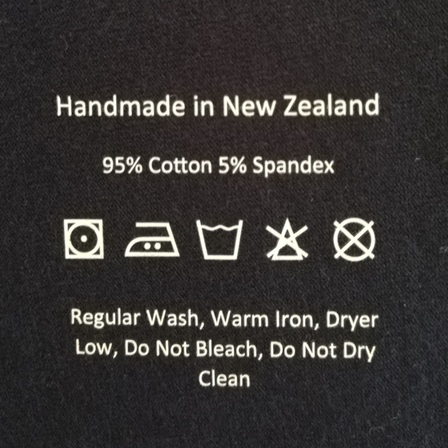 Handmade in New Zealand
95% Cotton 5% Spandex
Regular Wash, Warm Iron, Dryer
Low, Do Not Bleach, Do Not Dry
Clean